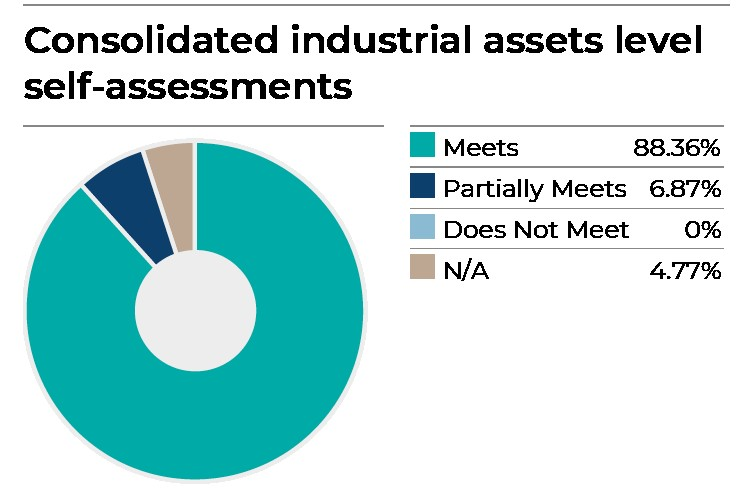 Consolidated industrial assets level
self-assessments
Meets 88.36%
Partially Meets 6.87%
Does Not Meet 0%
N/A 4.77%